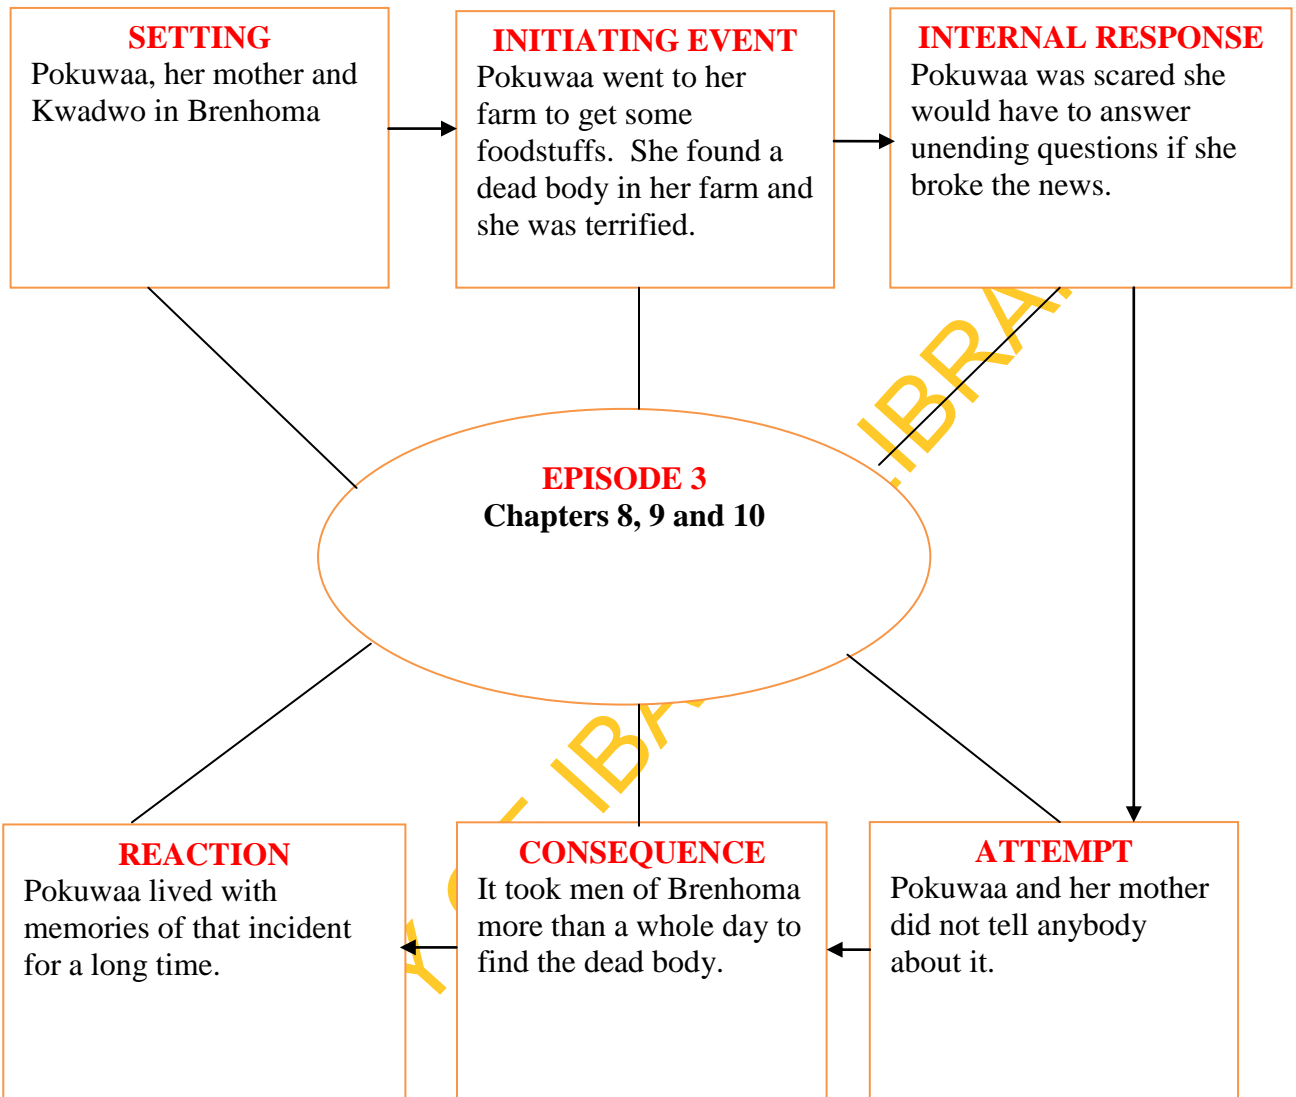 SETTING
Pokuwaa, her mother and
Kwadwo in Brenhoma
INITIATING EVENT
Pokuwaa went to her
farm to get some
foodstuffs. She found a
dead body in her farm and
she was terrified.
INTERNAL RESPONSE
Pokuwaa was scared she
would have to answer
unending questions if she
broke the news.
EPISODE 3
Chapters 8, 9 and 10
REACTION
Pokuwaa lived with
memories of that incident
for a long time.
CONSEQUENCE
It took men of Brenhoma
more than a whole day to
find the dead body.
ATTEMPT
Pokuwaa and her mother
did not tell anybody
about it.